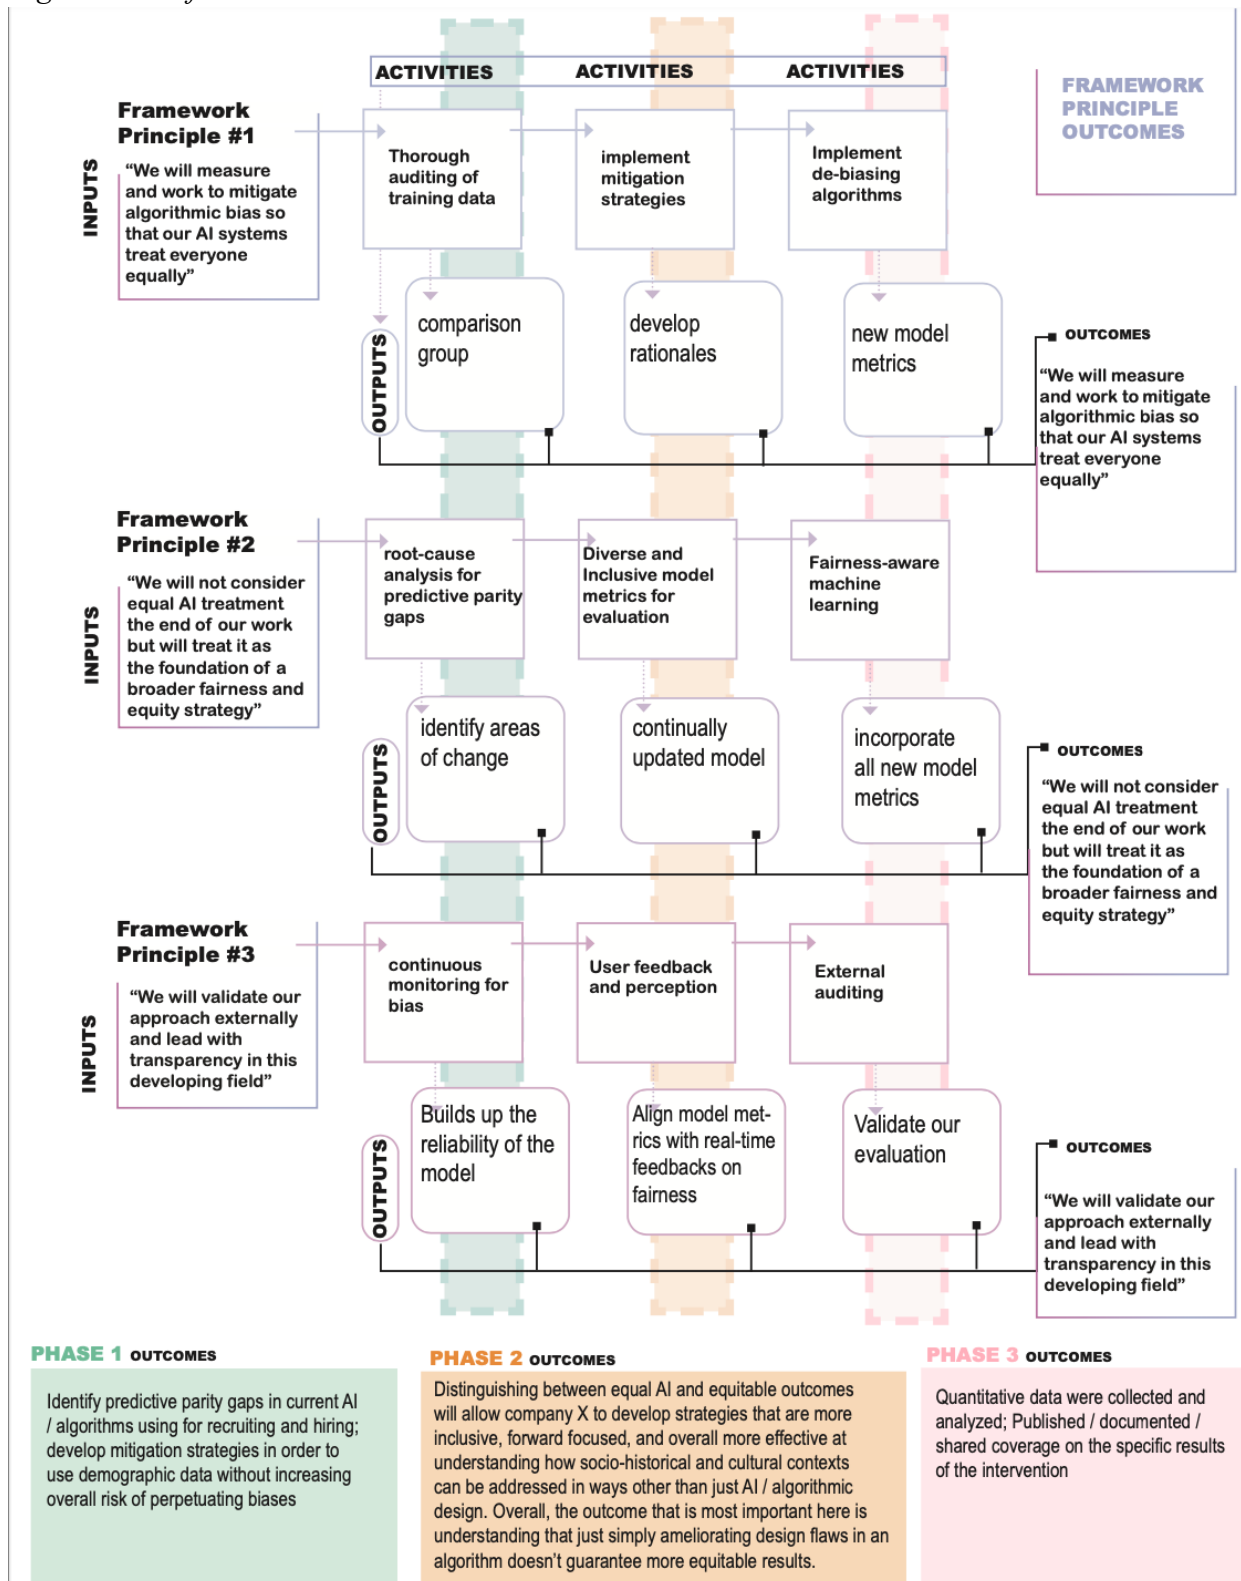 ACTIVITIES
ACTIVITIES
ACTIVITIES
FRAMEWORK
PRINCIPLE
OUTCOMES
INPUTS
Framework
Principle #1
“We will measure
and work to mitigate
algorithmic bias so
that our AI systems
treat everyone
equally”
Thorough
auditing of
training data
implement
mitigation
strategies
Implement
de-biasing
algorithms
OUTPUTS
comparison
group
develop
rationales
new model
metrics
OUTCOMES
“We will measure
and work to mitigate
algorithmic bias so
that our AI systems
treat everyone
equally”
INPUTS
Framework
Principle #2
“We will not consider
equal AI treatment
the end of our work
but will treat it as
the foundation of a
broader fairness and
equity strategy”
root-cause
analysis for
predictive parity
gaps
Diverse and
Inclusive model
metrics for
evaluation
Fairness-aware
machine
learning
OUTPUTS
identify areas
of change
continually
updated model
incorporate
all new model
metrics
OUTCOMES
“We will not consider
equal AI treatment
the end of our work
but will treat it as
the foundation of a
broader fairness and
equity strategy”
INPUTS
Framework
Principle #3
“We will validate our
approach externally
and lead with
transparency in this
developing field”
continuous
monitoring for
bias
User feedback
and perception
External
auditing
OUTPUTS
Builds up the
reliability of the
model
Align model met-
rics with real-time
feedbacks on
fairness
Validate our
evaluation
OUTCOMES
“We will validate our
approach externally
and lead with
transparency in this
developing field”
PHASE 1 OUTCOMES
Identify predictive parity gaps in current AI
/ algorithms using for recruiting and hiring;
develop mitigation strategies in order to
use demographic data without increasing
overall risk of perpetuating biases
PHASE 2 OUTCOMES
Distinguishing between equal AI and equitable outcomes
will allow company X to develop strategies that are more
inclusive, forward focused, and overall more effective at
understanding how socio-historical and cultural contexts
can be addressed in ways other than just AI / algorithmic
design. Overall, the outcome that is most important here is
understanding that just simply ameliorating design flaws in an
algorithm doesn’t guarantee more equitable results.
PHASE 3 OUTCOMES
Quantitative data were collected and
analyzed; Published / documented /
shared coverage on the specific results
of the intervention